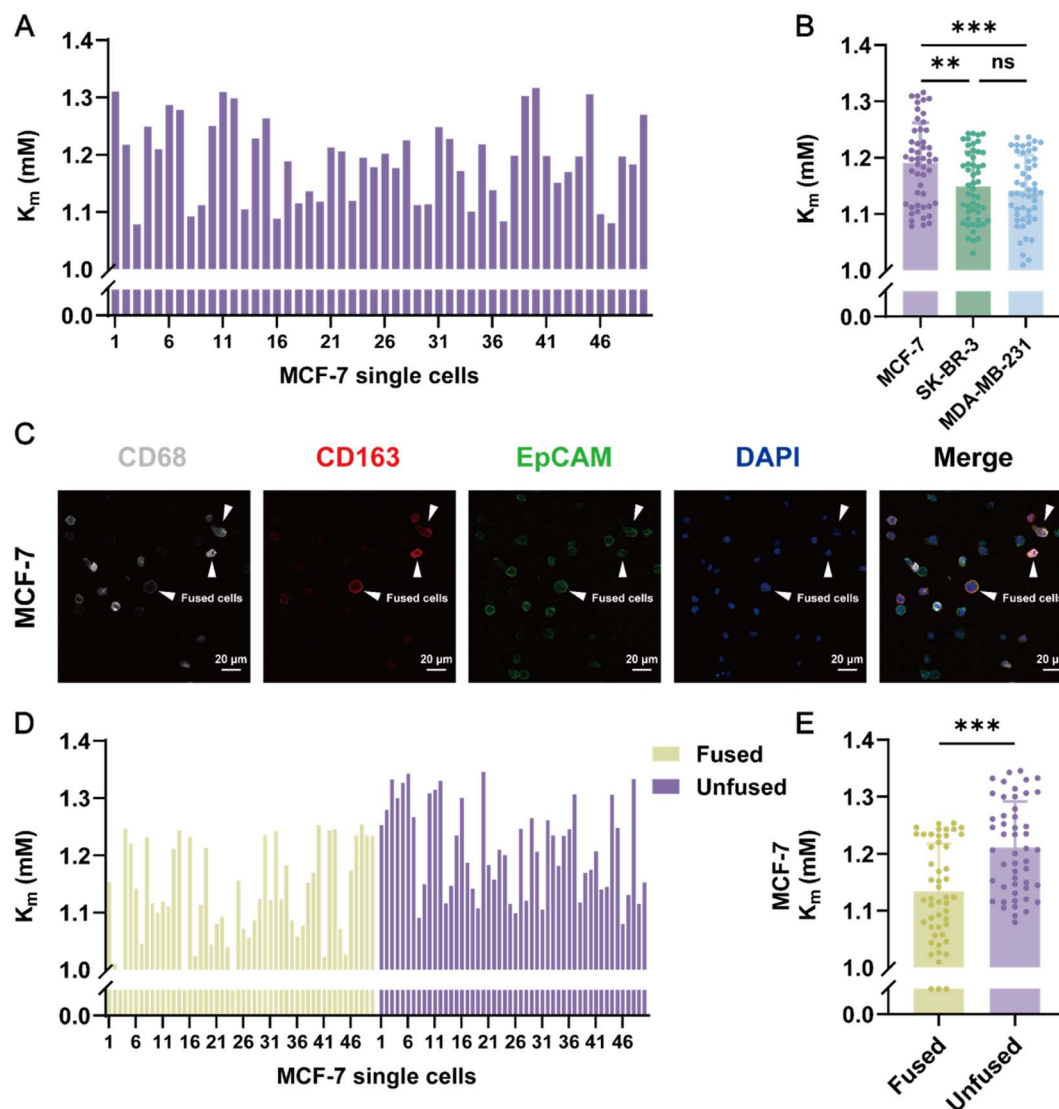 A
Kₘ (mM)
1.4
1.3
1.2
1.1
1.0
0.0
1 6 11 16 21 26 31 36 41 46
MCF-7 single cells
B
Kₘ (mM)
1.4
1.3
1.2
1.1
1.0
0.0
***
** ns
MCF-7
SK-BR-3
MDA-MB-231
C
CD68 CD163 EpCAM DAPI Merge
MCF-7
Fused cells Fused cells Fused cells Fused cells Fused cells
20 µm 20 µm 20 µm 20 µm 20 µm
D
Kₘ (mM)
1.4
1.3
1.2
1.1
1.0
0.0
1 6 11 16 21 26 31 36 41 46 1 6 11 16 21 26 31 36 41 46
MCF-7 single cells
Fused
Unfused
E
MCF-7
Kₘ (mM)
1.4
1.3
1.2
1.1
1.0
0.0
***
Fused
Unfused